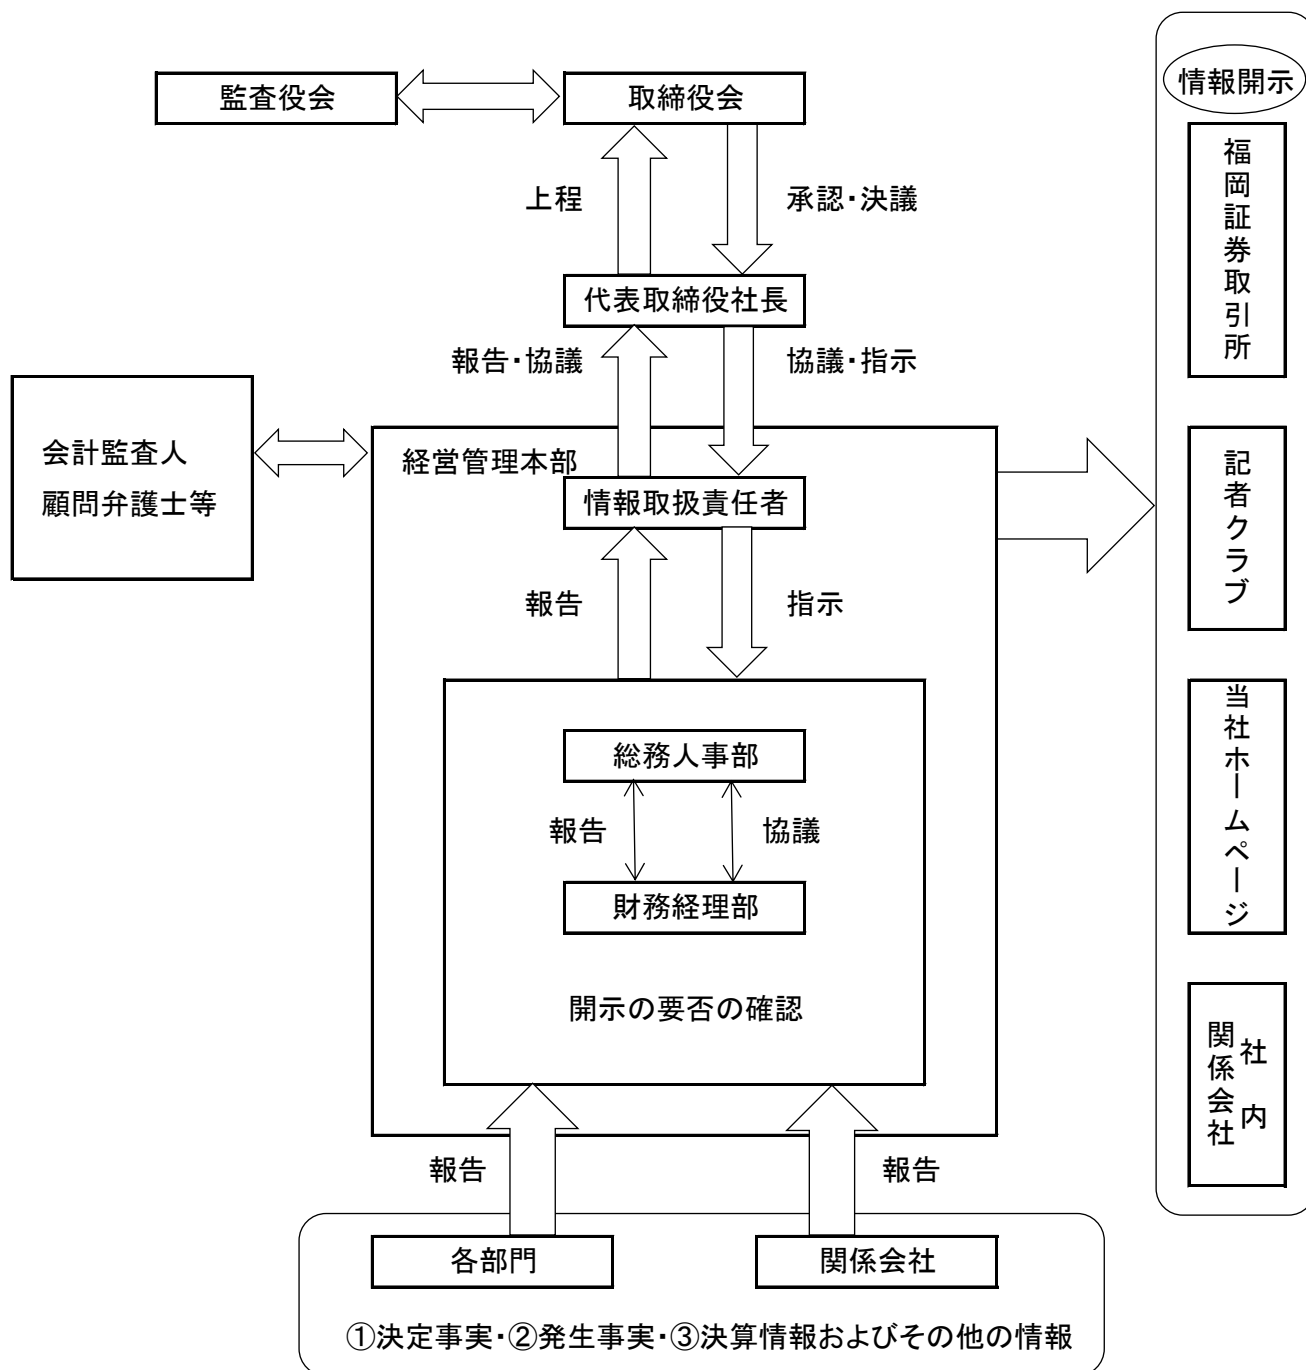 監査役会
取締役会
上程
承認・決議
代表取締役社長
報告・協議
協議・指示
会計監査人
顧問弁護士等
経営管理本部
情報取扱責任者
報告
指示
総務人事部
報告
協議
財務経理部
開示の要否の確認
報告
報告
各部門
関係会社
①決定事実・②発生事実・③決算情報およびその他の情報
情報開示
福岡証券取引所
記者クラブ
当社ホームページ
社内
関係会社